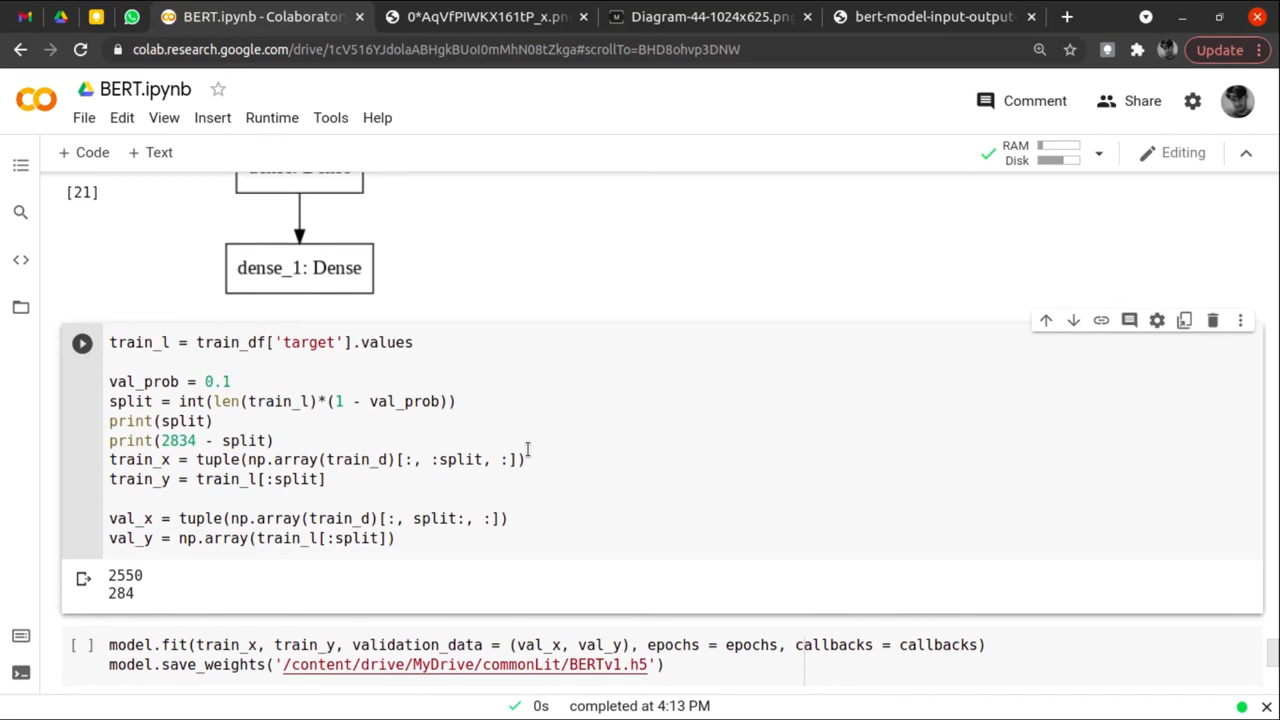 BERT.ipynb - Colaboratory
0*AqVfPIWKX161tP_x.pn
Diagram-44-1024x625.png
bert-model-input-output-
colab.research.google.com/drive/1cV516YJdolaABHgkBUoI0mMhN08tZkga#scrollTo=BHD8ohvp3DNW
Update
BERT.ipynb
Comment
Share
File Edit View Insert Runtime Tools Help
+ Code + Text
RAM
Disk
Editing
[21]
dense_1: Dense
train_l = train_df['target'].values
val_prob = 0.1
split = int(len(train_l)*(1 - val_prob))
print(split)
print(2834 - split)
train_x = tuple(np.array(train_d)[:, :split, :])
train_y = train_l[:split]
val_x = tuple(np.array(train_d)[:, split:, :])
val_y = np.array(train_l[:split])
2550
284
[ ] model.fit(train_x, train_y, validation_data = (val_x, val_y), epochs = epochs, callbacks = callbacks)
model.save_weights('/content/drive/MyDrive/commonLit/BERTv1.h5')
0s completed at 4:13 PM